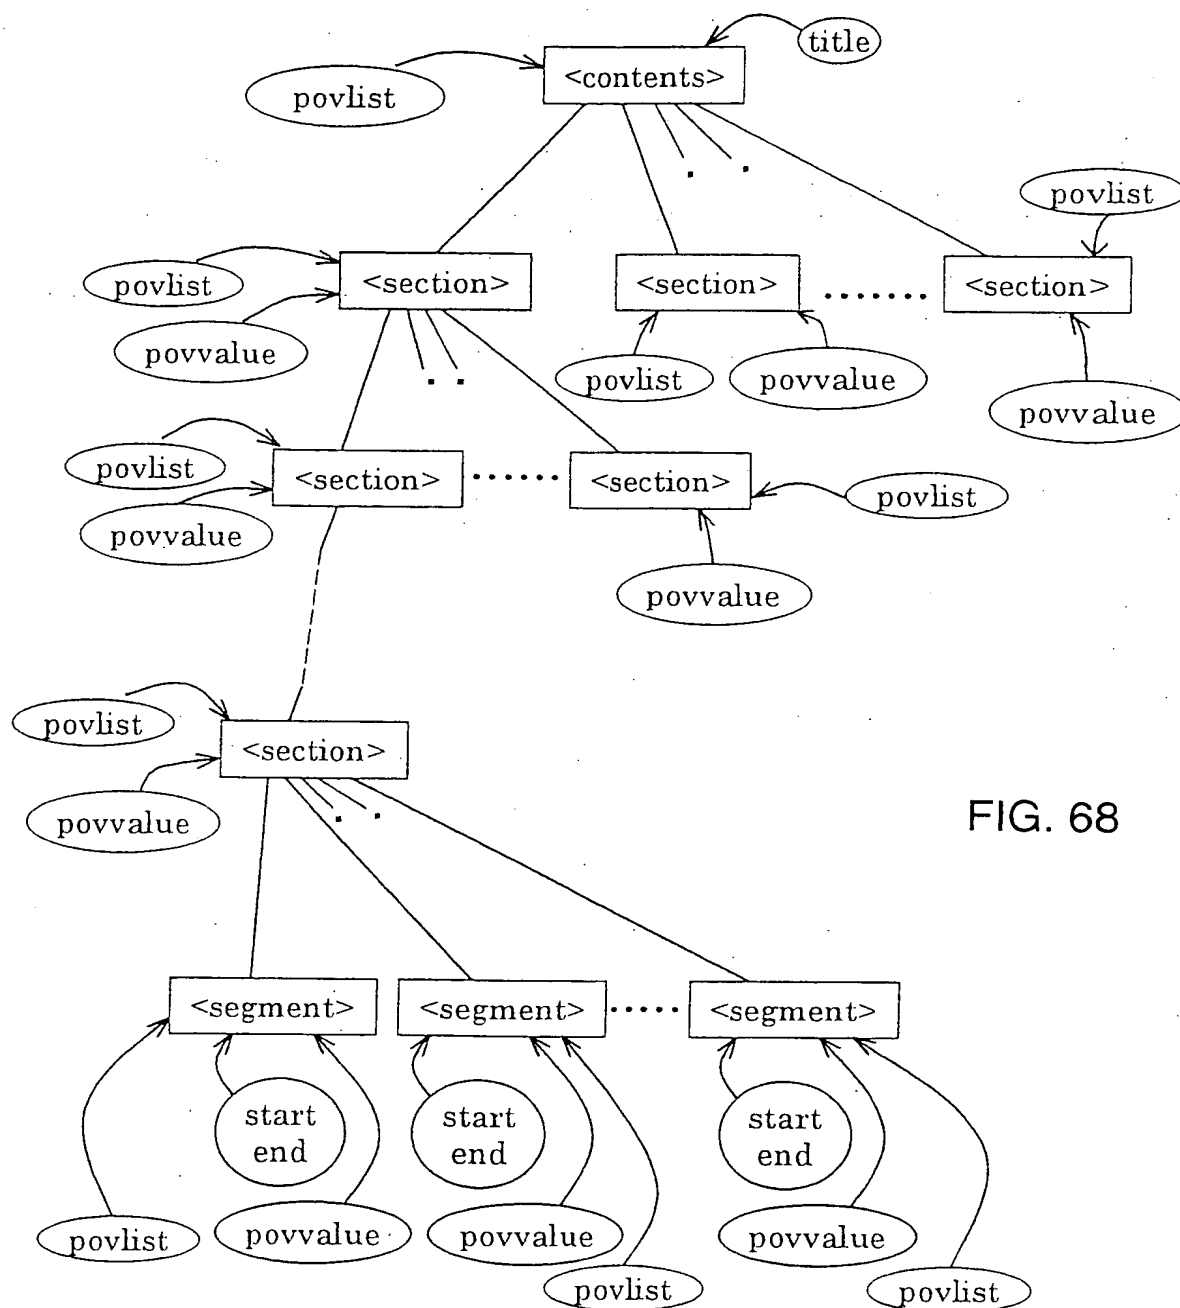 title
<contents>
povlist
povlist
povlist
<section>
<section>
<section>
povvalue
povlist
povvalue
povvalue
povlist
<section>
<section>
povlist
povvalue
povvalue
povlist
<section>
povvalue
FIG. 68
<segment>
<segment>
<segment>
start
end
start
end
start
end
povlist
povvalue
povvalue
povvalue
povlist
povlist